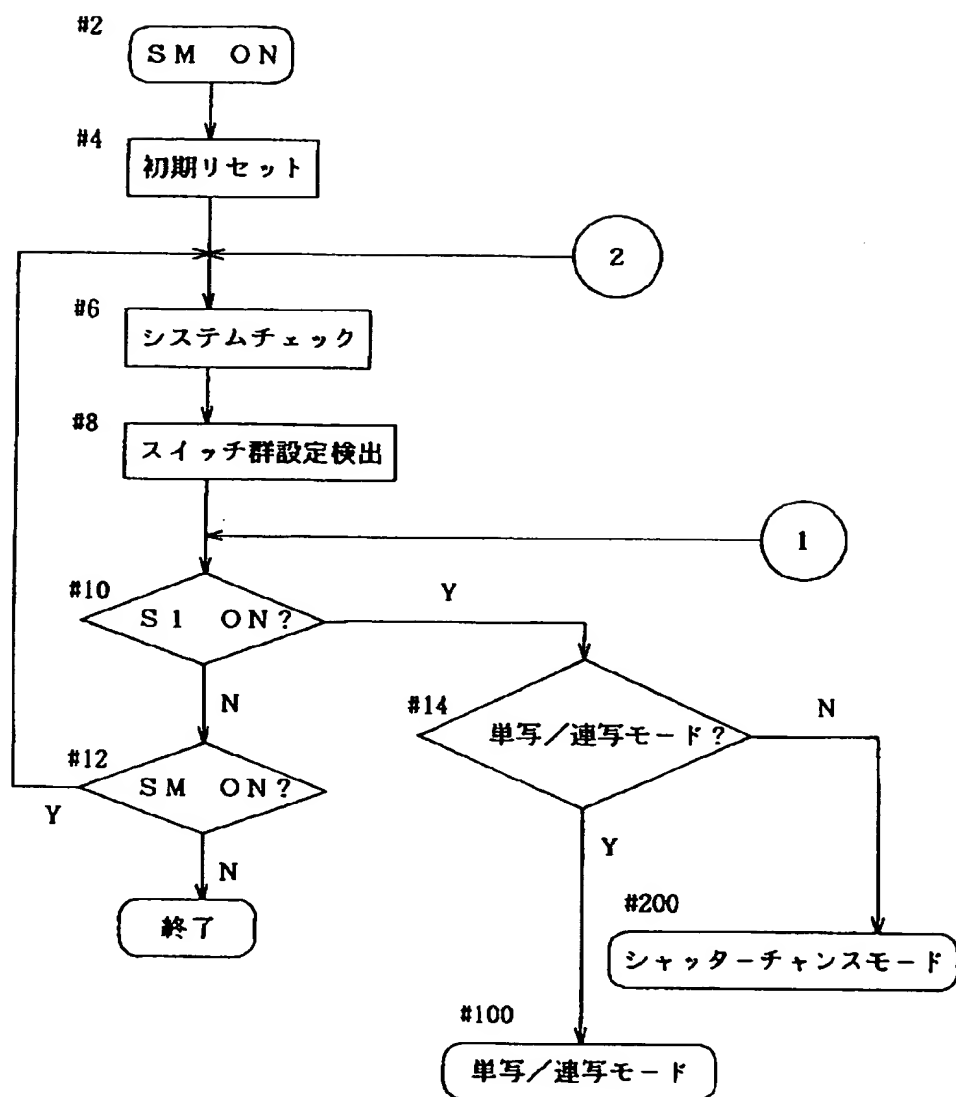 #2
SM ON
#4
初期リセット
2
#6
システムチェック
#8
スイッチ群設定検出
1
#10
S1 ON?
Y
N
#14
単写/連写モード?
N
#12
SM ON?
Y
N
Y
終了
#200
シャッターチャンスモード
#100
単写/連写モード